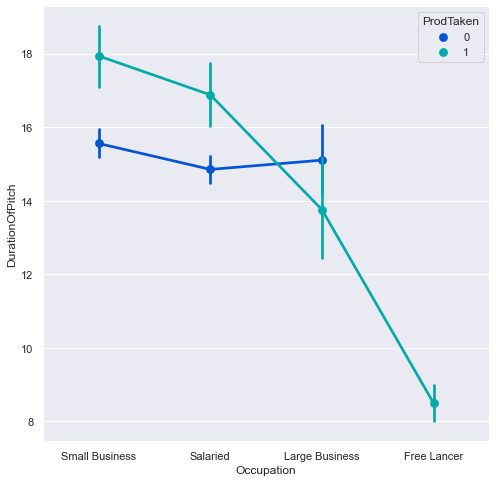 ProdTaken
0
1
18
16
14
12
10
8
DurationOfPitch
Small Business
Salaried
Large Business
Free Lancer
Occupation